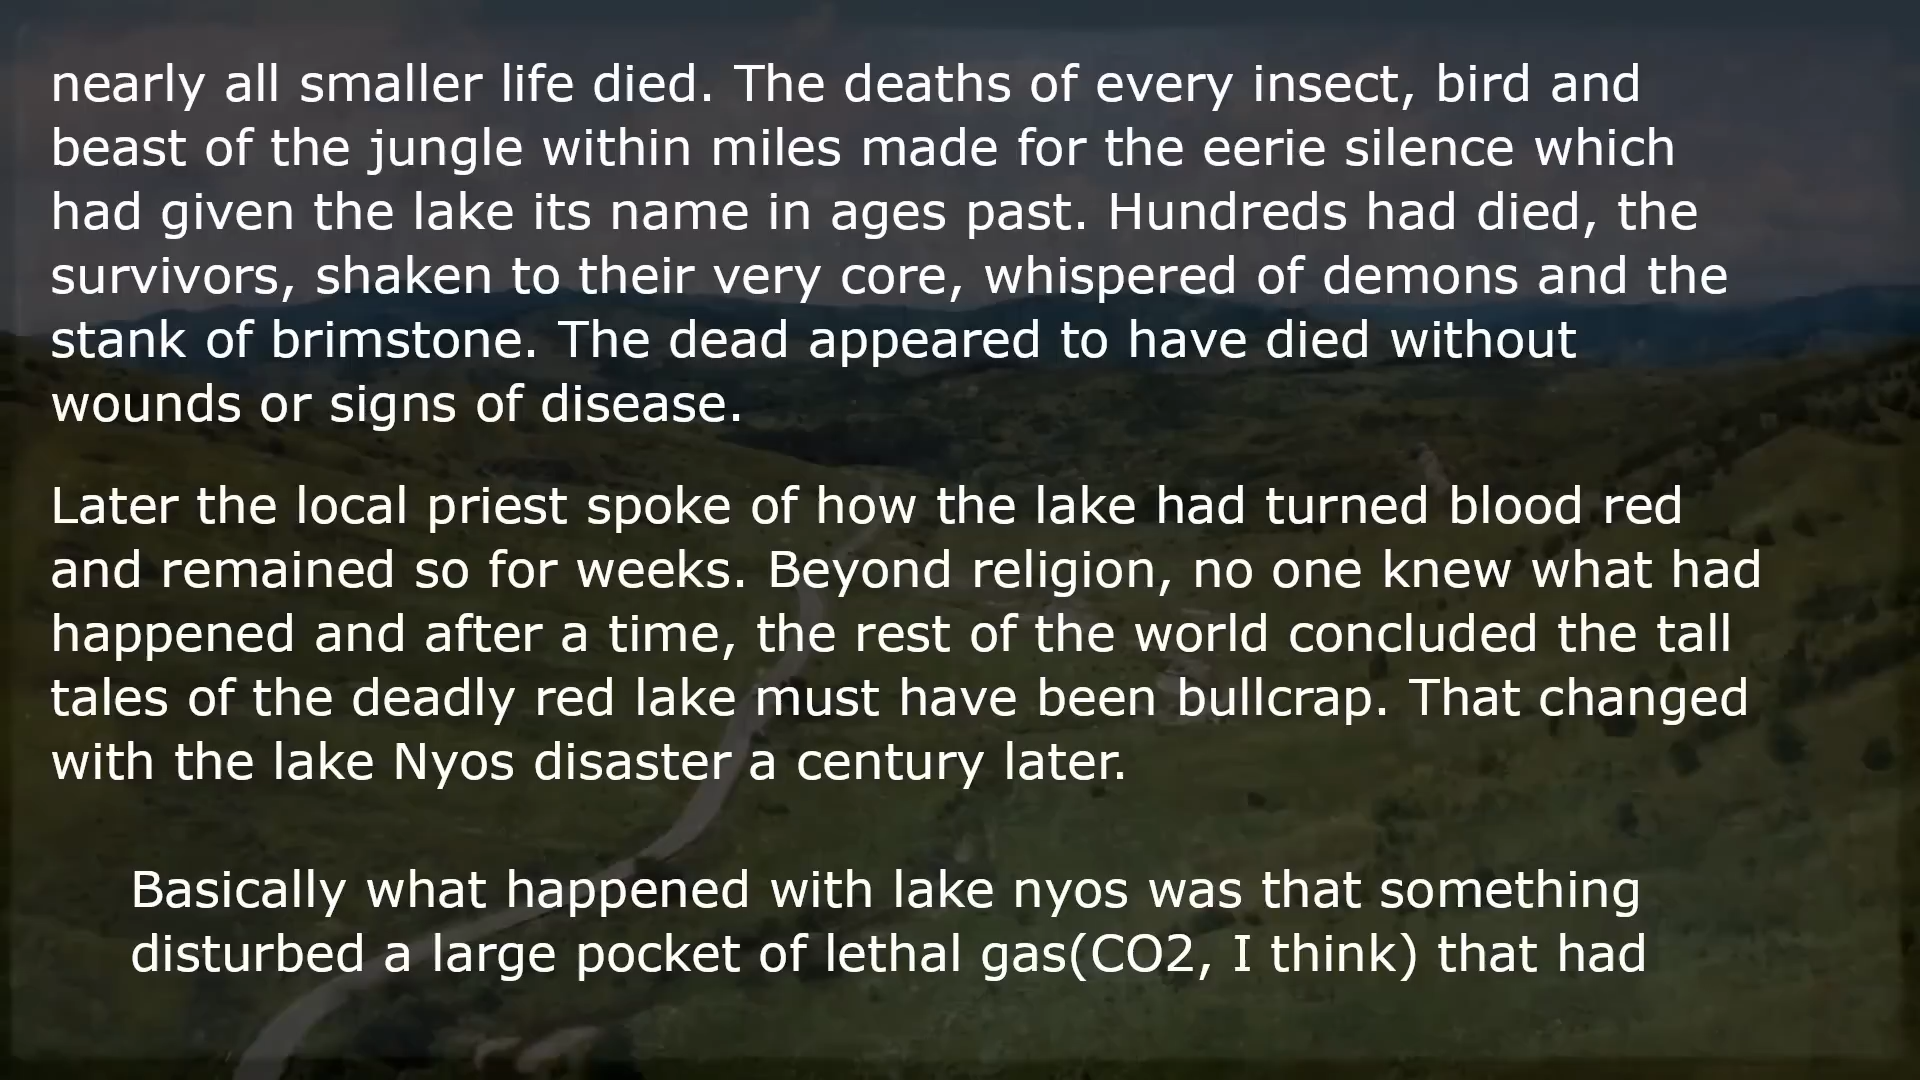 nearly all smaller life died. The deaths of every insect, bird and
beast of the jungle within miles made for the eerie silence which
had given the lake its name in ages past. Hundreds had died, the
survivors, shaken to their very core, whispered of demons and the
stank of brimstone. The dead appeared to have died without
wounds or signs of disease.
Later the local priest spoke of how the lake had turned blood red
and remained so for weeks. Beyond religion, no one knew what had
happened and after a time, the rest of the world concluded the tall
tales of the deadly red lake must have been bullcrap. That changed
with the lake Nyos disaster a century later.
Basically what happened with lake nyos was that something
disturbed a large pocket of lethal gas(CO2, I think) that had